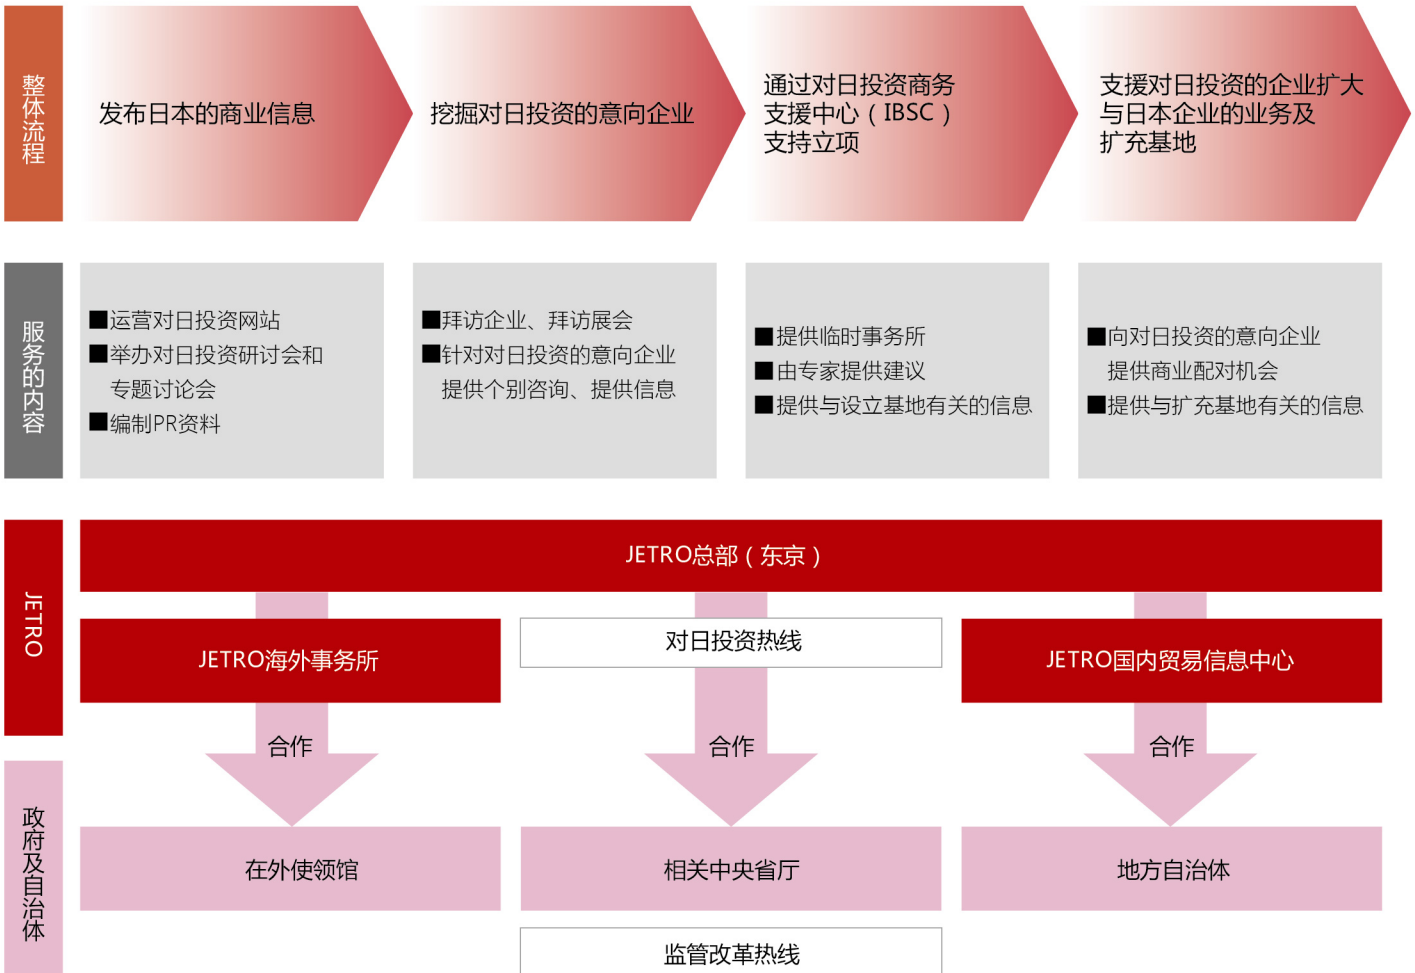 整体流程
发布日本的商业信息
挖掘对日投资的意向企业
通过对日投资商务
支援中心（IBSC）
支持立项
支援对日投资的企业扩大
与日本企业的业务及
扩充基地
服务的内容
■运营对日投资网站
■举办对日投资研讨会和
专题讨论会
■编制PR资料
■拜访企业、拜访展会
■针对对日投资的意向企业
提供个别咨询、提供信息
■提供临时事务所
■由专家提供建议
■提供与设立基地有关的信息
■向对日投资的意向企业
提供商业配对机会
■提供与扩充基地有关的信息
JETRO
JETRO总部（东京）
JETRO海外事务所
对日投资热线
JETRO国内贸易信息中心
合作
合作
合作
政府及自治体
在外使领馆
相关中央省厅
地方自治体
监管改革热线